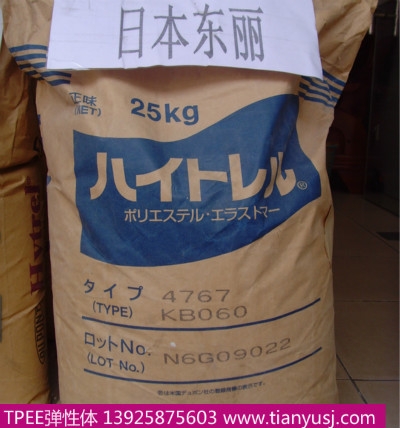 日本东丽
正味
(NET)
25kg
ハイトレル®
ポリエステル・エラストマー
タイプ
(TYPE)
4767
KB060
ロットNo.
(LOT No.)
N6G09022
Hytrel
TPEE弹性体 13925875603 www.tianyusj.com